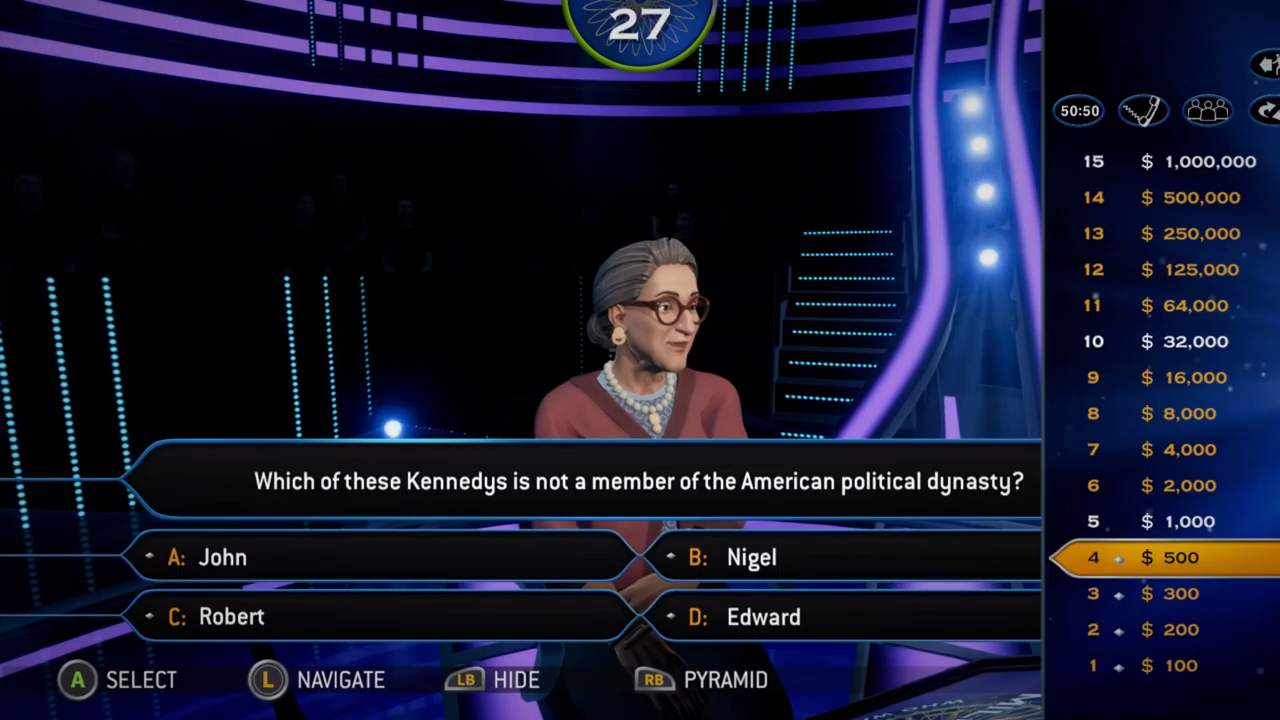 27
50:50
15 $ 1,000,000
14 $ 500,000
13 $ 250,000
12 $ 125,000
11 $ 64,000
10 $ 32,000
9 $ 16,000
8 $ 8,000
7 $ 4,000
6 $ 2,000
5 $ 1,000
4 $ 500
3 $ 300
2 $ 200
1 $ 100
Which of these Kennedys is not a member of the American political dynasty?
A: John
B: Nigel
C: Robert
D: Edward
A SELECT
L NAVIGATE
LB HIDE
RB PYRAMID